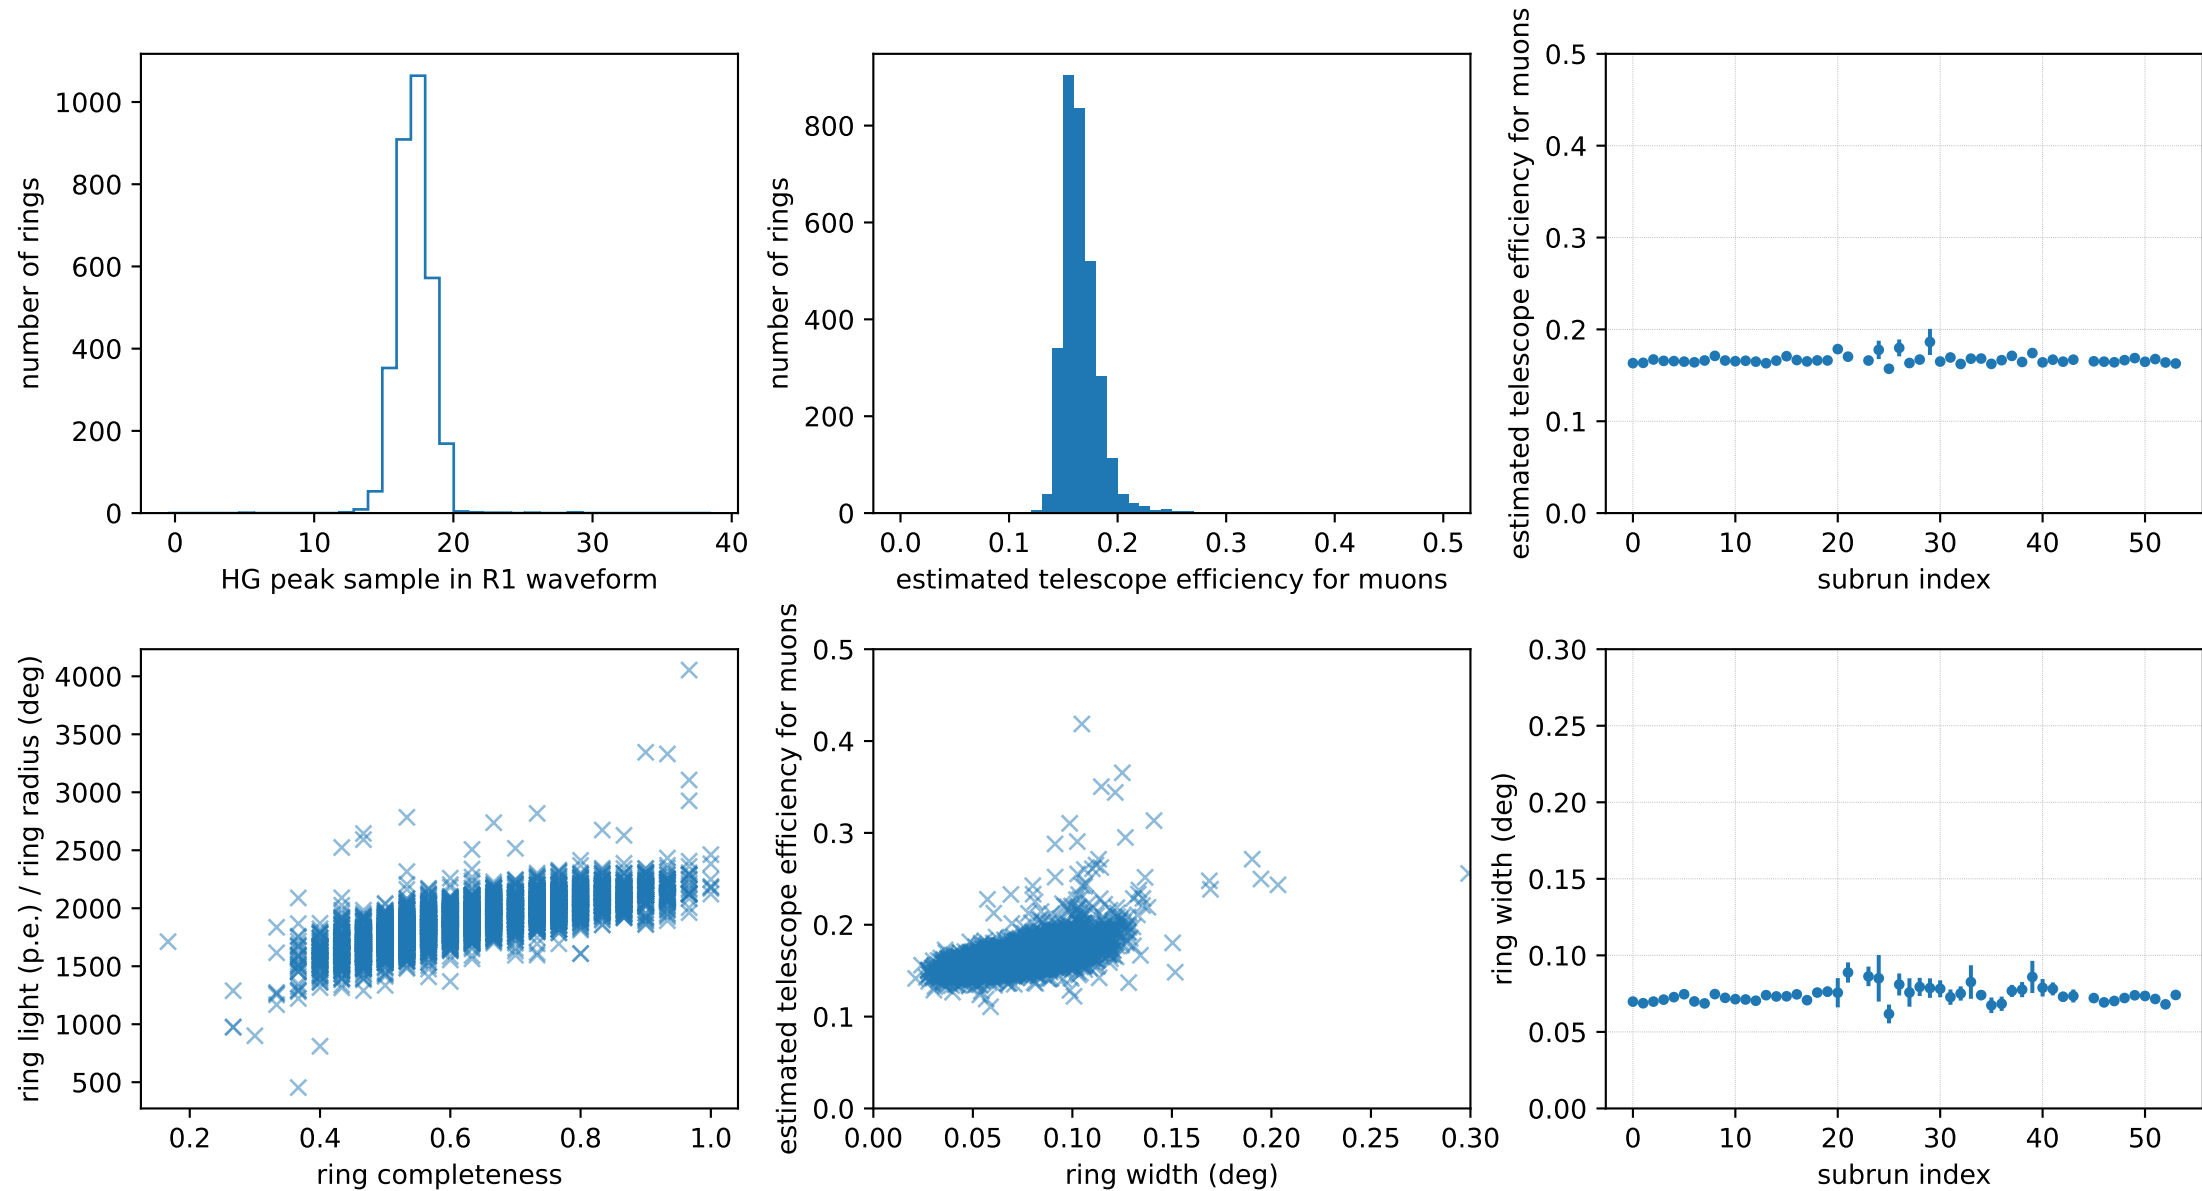 number of rings
1000
800
600
400
200
0
0 10 20 30 40
HG peak sample in R1 waveform
number of rings
800
600
400
200
0
0.0 0.1 0.2 0.3 0.4 0.5
estimated telescope efficiency for muons
estimated telescope efficiency for muons
0.5
0.4
0.3
0.2
0.1
0.0
0 10 20 30 40 50
subrun index
ring light (p.e.) / ring radius (deg)
4000
3500
3000
2500
2000
1500
1000
500
0.2 0.4 0.6 0.8 1.0
ring completeness
estimated telescope efficiency for muons
0.5
0.4
0.3
0.2
0.1
0.0
0.00 0.05 0.10 0.15 0.20 0.25 0.30
ring width (deg)
ring width (deg)
0.30
0.25
0.20
0.15
0.10
0.05
0.00
0 10 20 30 40 50
subrun index